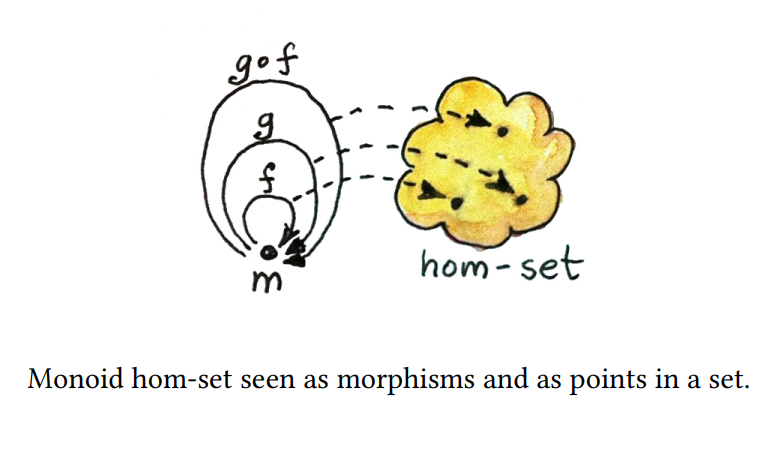 g∘f
g
f
m
hom-set
Monoid hom-set seen as morphisms and as points in a set.